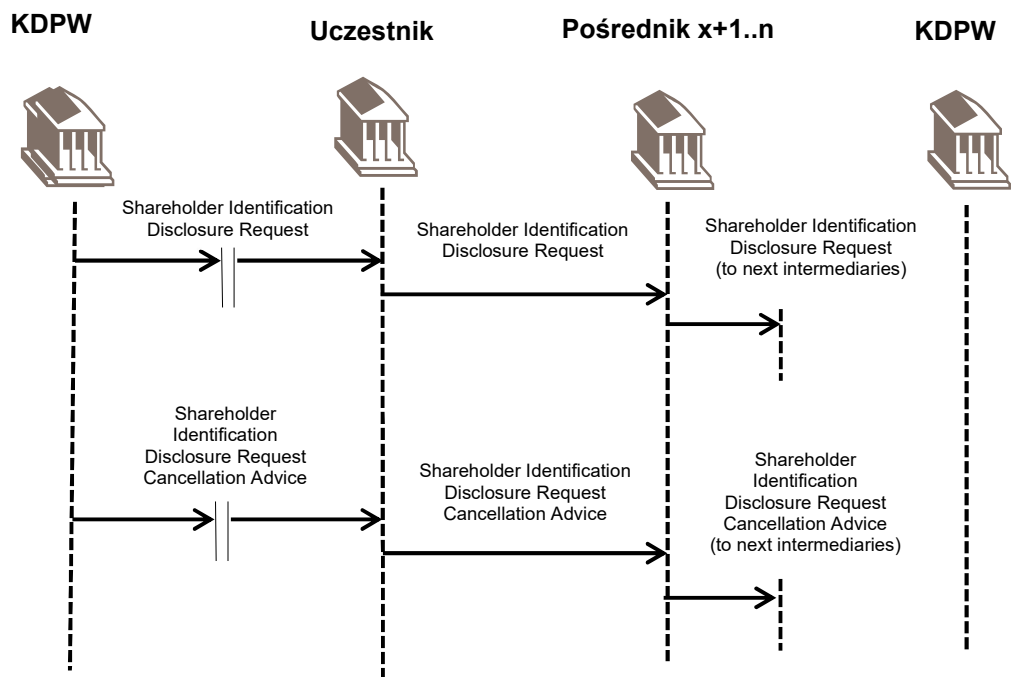 KDPW
Uczestnik
Pośrednik x+1..n
KDPW
Shareholder Identification
Disclosure Request
Shareholder Identification
Disclosure Request
Shareholder Identification
Disclosure Request
(to next intermediaries)
Shareholder
Identification
Disclosure Request
Cancellation Advice
Shareholder Identification
Disclosure Request
Cancellation Advice
Shareholder
Identification
Disclosure Request
Cancellation Advice
(to next intermediaries)